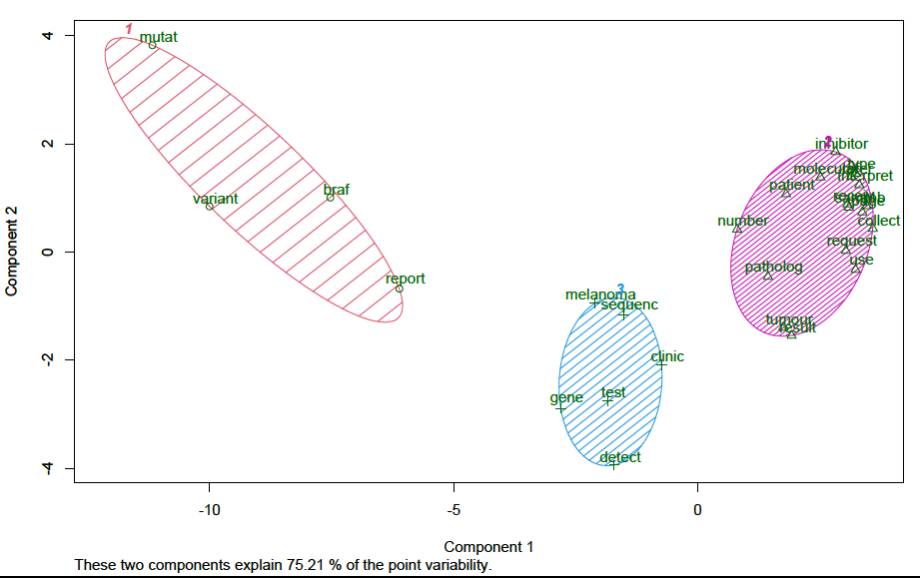 1
mutat
4
inhibitor
2
type
molecular
interpret
patient
2
variant
braf
number
collect
request
0
use
patholog
report
3
melanoma
sequenc
tumour
result
-2
clinic
gene
test
detect
-4
Component 2
-10
-5
0
Component 1
These two components explain 75.21 % of the point variability.